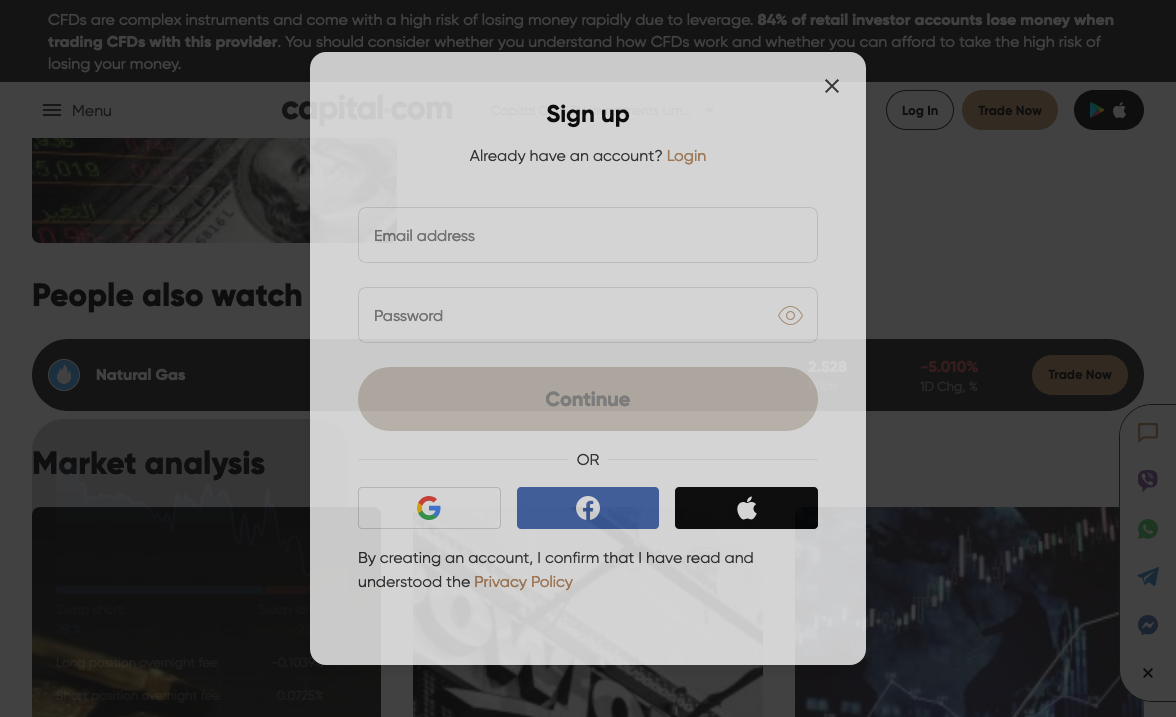 CFDs are complex instruments and come with a high risk of losing money rapidly due to leverage. 84% of retail investor accounts lose money when
trading CFDs with this provider. You should consider whether you understand how CFDs work and whether you can afford to take the high risk of
losing your money.
Menu
capital.com
Log In
Trade Now
Sign up
Already have an account? Login
Email address
Password
People also watch
Natural Gas
2.528
-5.010%
1D Chg, %
Trade Now
Continue
OR
Market analysis
By creating an account, I confirm that I have read and
understood the Privacy Policy
Long position overnight fee
Short position overnight fee
0.0725%